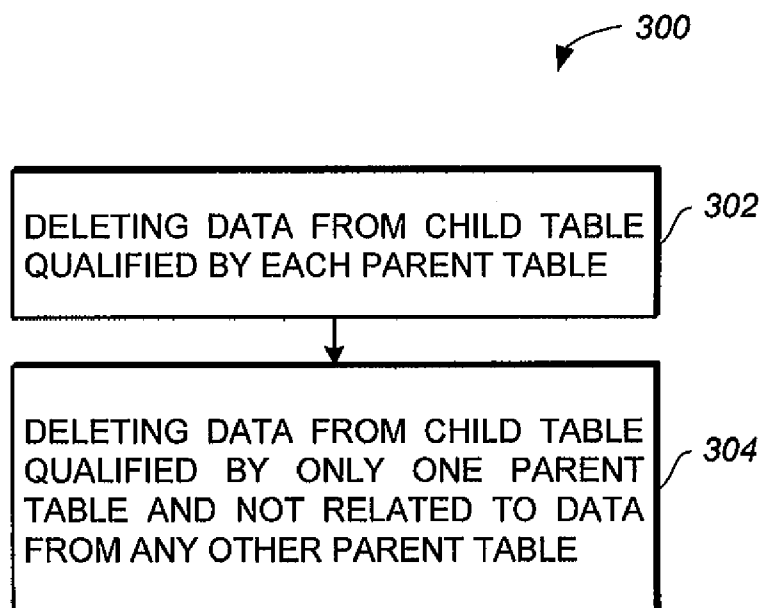 300
DELETING DATA FROM CHILD TABLE
QUALIFIED BY EACH PARENT TABLE
302
DELETING DATA FROM CHILD TABLE
QUALIFIED BY ONLY ONE PARENT
TABLE AND NOT RELATED TO DATA
FROM ANY OTHER PARENT TABLE
304